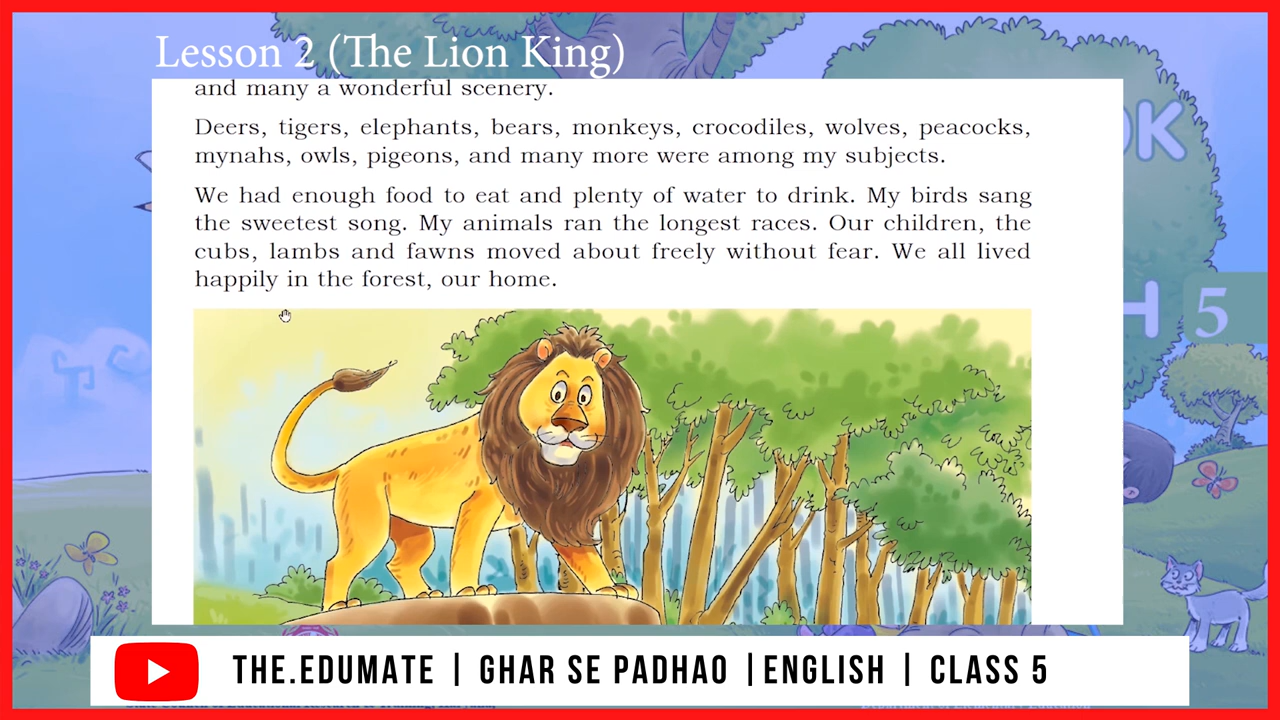 Lesson 2 (The Lion King)
and many a wonderful scenery.
Deers, tigers, elephants, bears, monkeys, crocodiles, wolves, peacocks,
mynahs, owls, pigeons, and many more were among my subjects.
We had enough food to eat and plenty of water to drink. My birds sang
the sweetest song. My animals ran the longest races. Our children, the
cubs, lambs and fawns moved about freely without fear. We all lived
happily in the forest, our home.
5
THE.EDUMATE | GHAR SE PADHAO |ENGLISH | CLASS 5